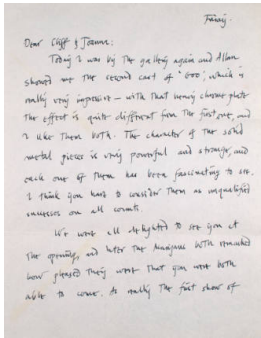 Friday.
Dear Cliff & Joanna:
Today I was by the gallery again and Allan
showed me the second cast of 'Goo', which is
really very impressive – with that heavy chrome plate
the effect is quite different from the first one, and
I like them both. The character of the solid
metal pieces is very powerful and strange, and
each one of them has been fascinating to see.
I think you have to consider them as unqualified
successes on all counts.
We were all delighted to see you at
the opening, and later the both remarked
how pleased they were that you were both
able to come. As really the first show of